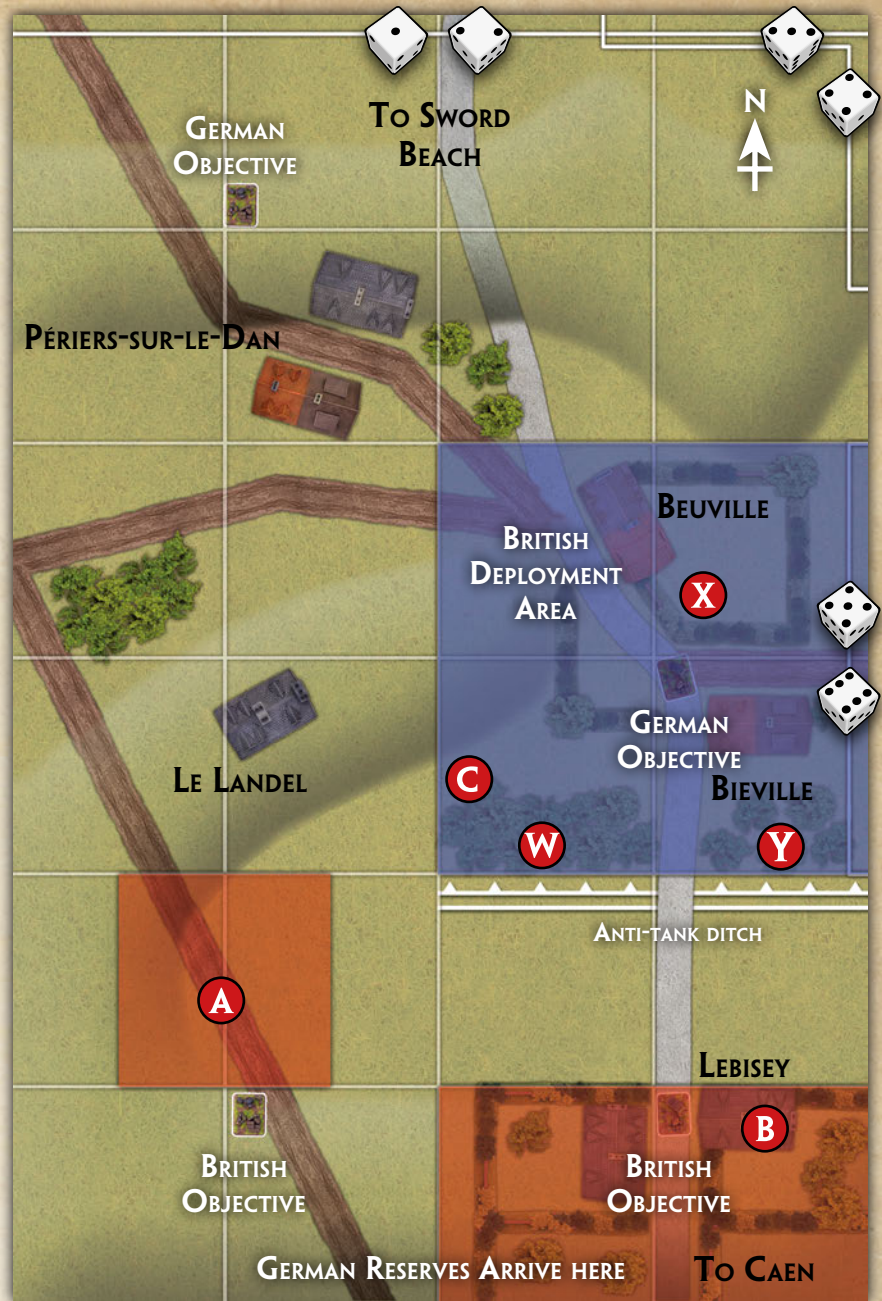 To Sword
Beach
N
German
Objective
Périers-sur-le-Dan
Beuville
British
Deployment
Area
X
German
Objective
Le Landel
C
Bieville
W
Y
Anti-tank ditch
A
Lebisey
B
British
Objective
British
Objective
German Reserves Arrive here
To Caen